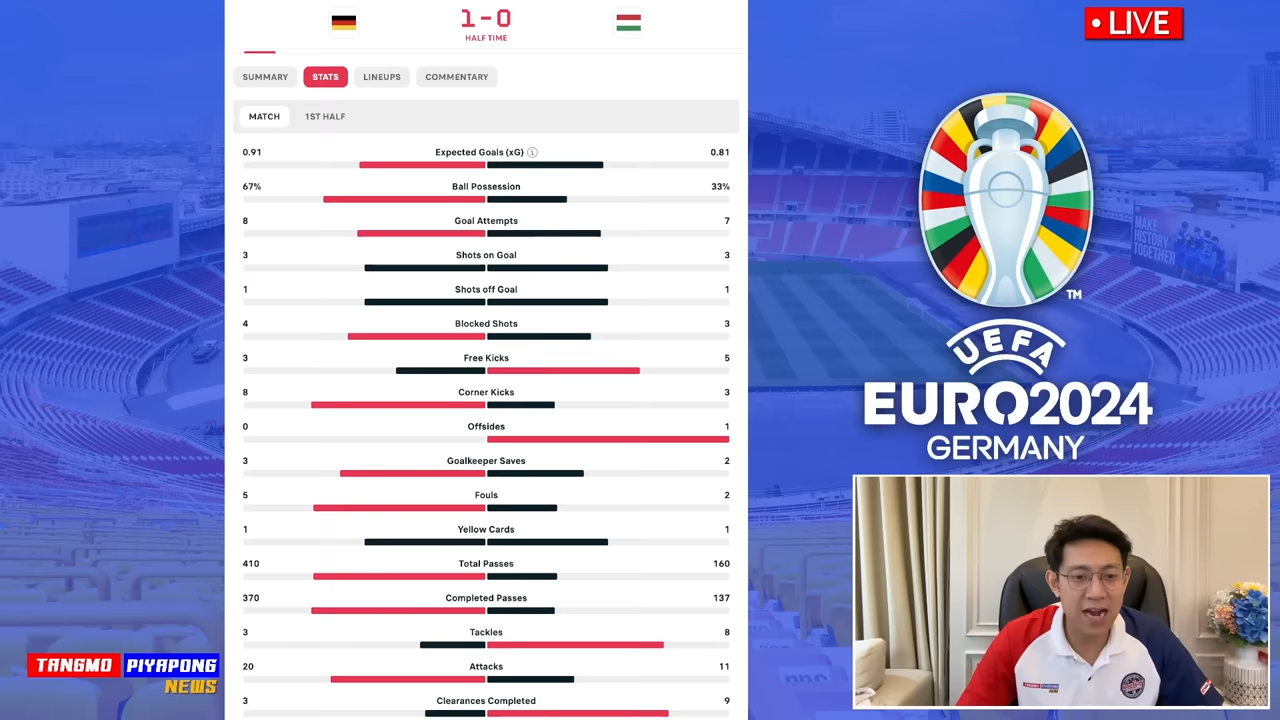 1-0
HALF TIME
LIVE
SUMMARY STATS LINEUPS COMMENTARY
MATCH 1ST HALF
0.91 Expected Goals (xG) i 0.81
67% Ball Possession 33%
8 Goal Attempts 7
3 Shots on Goal 3
1 Shots off Goal 1
4 Blocked Shots 3
3 Free Kicks 5
8 Corner Kicks 3
0 Offsides 1
3 Goalkeeper Saves 2
5 Fouls 2
1 Yellow Cards 1
410 Total Passes 160
370 Completed Passes 137
3 Tackles 8
20 Attacks 11
3 Clearances Completed 9
MAKE
HISTORY
TOGETHER
TM
UEFA
EURO2024
GERMANY
TANGMO PIYAPONG
NEWS